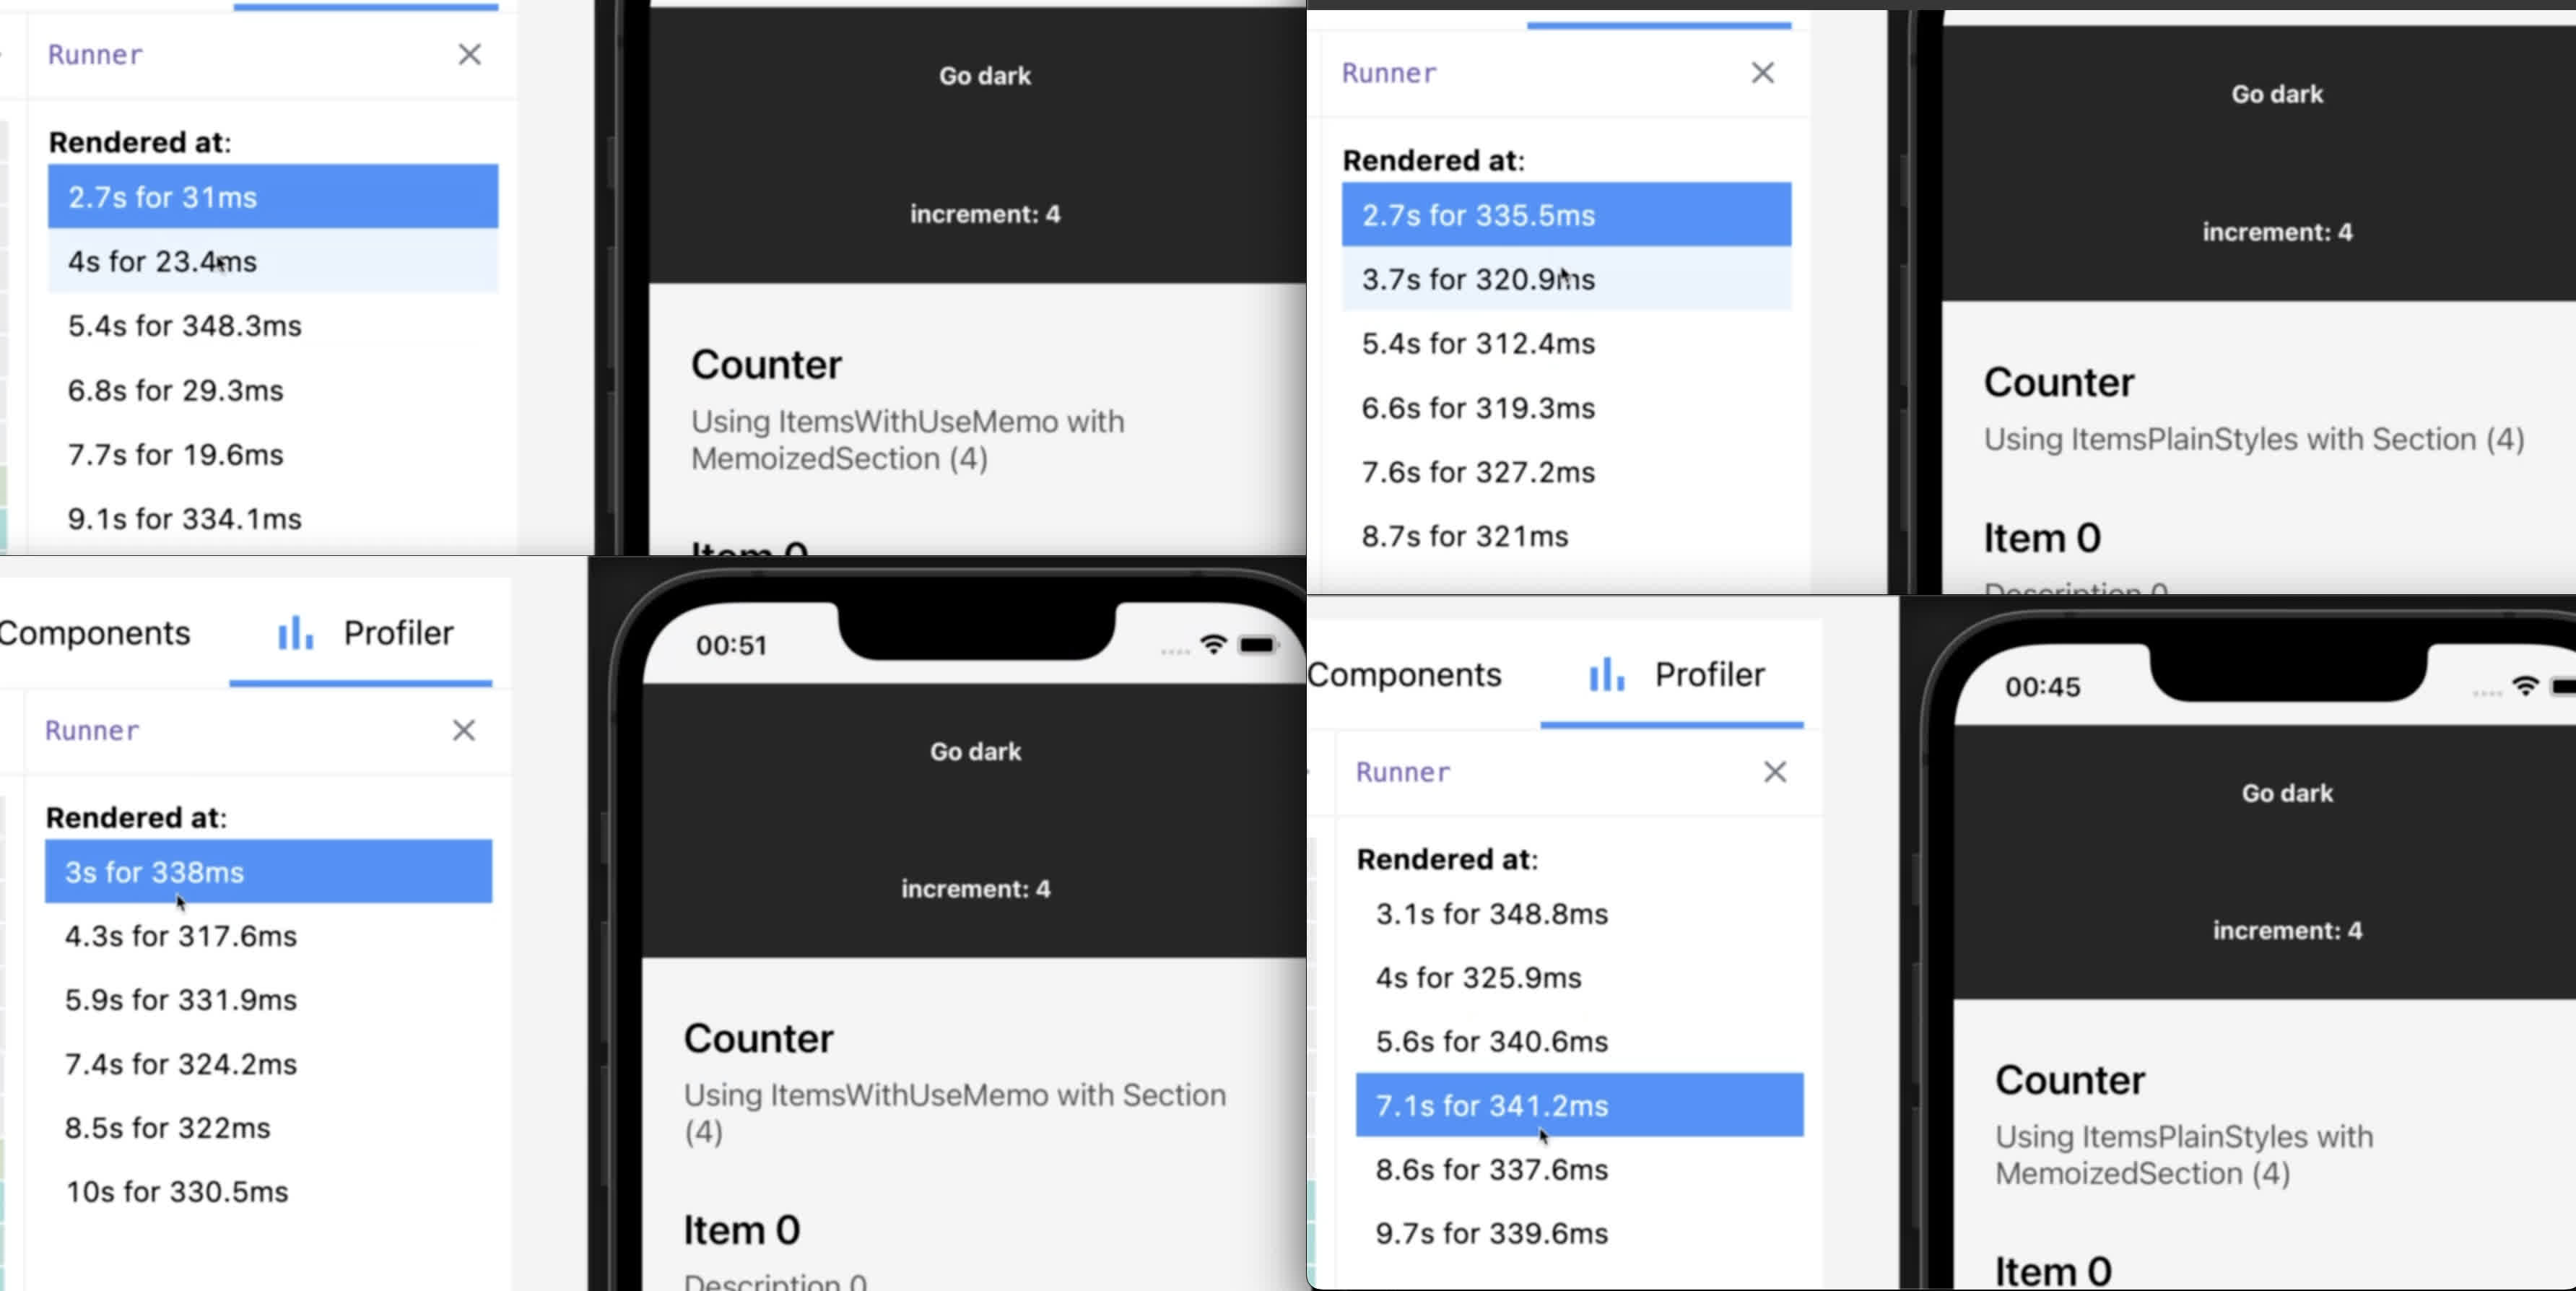 Runner
Rendered at:
2.7s for 31ms
4s for 23.4ms
5.4s for 348.3ms
6.8s for 29.3ms
7.7s for 19.6ms
9.1s for 334.1ms
Go dark
increment: 4
Counter
Using ItemsWithUseMemo with
MemoizedSection (4)
Item 0
Runner
Rendered at:
2.7s for 335.5ms
3.7s for 320.9ms
5.4s for 312.4ms
6.6s for 319.3ms
7.6s for 327.2ms
8.7s for 321ms
Go dark
increment: 4
Counter
Using ItemsPlainStyles with Section (4)
Item 0
Description 0
Components
Profiler
Runner
Rendered at:
3s for 338ms
4.3s for 317.6ms
5.9s for 331.9ms
7.4s for 324.2ms
8.5s for 322ms
10s for 330.5ms
00:51
Go dark
increment: 4
Counter
Using ItemsWithUseMemo with Section
(4)
Item 0
Description 0
Components
Profiler
Runner
Rendered at:
3.1s for 348.8ms
4s for 325.9ms
5.6s for 340.6ms
7.1s for 341.2ms
8.6s for 337.6ms
9.7s for 339.6ms
00:45
Go dark
increment: 4
Counter
Using ItemsPlainStyles with
MemoizedSection (4)
Item 0